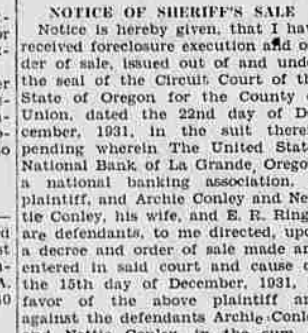 NOTICE OF SHERIFF'S SALE
Notice is hereby given, that I hav
received foreclosure execution and o
der of sale, issued out of and unde
the seal of the Circuit Court of th
State of Oregon for the County
Union, dated the 22nd day of D
cember, 1931, in the suit there
pending wherein The United Stat
National Bank of La Grande, Orego
a national banking association,
plaintiff, and Archie Conley and Ne
tie Conley, his wife, and E. R. Ring
are defendants, to me directed, upo
a decree and order of sale made an
entered in said court and cause
the 15th day of December, 1931,
favor of the above plaintiff a
against the defendants Archie Con